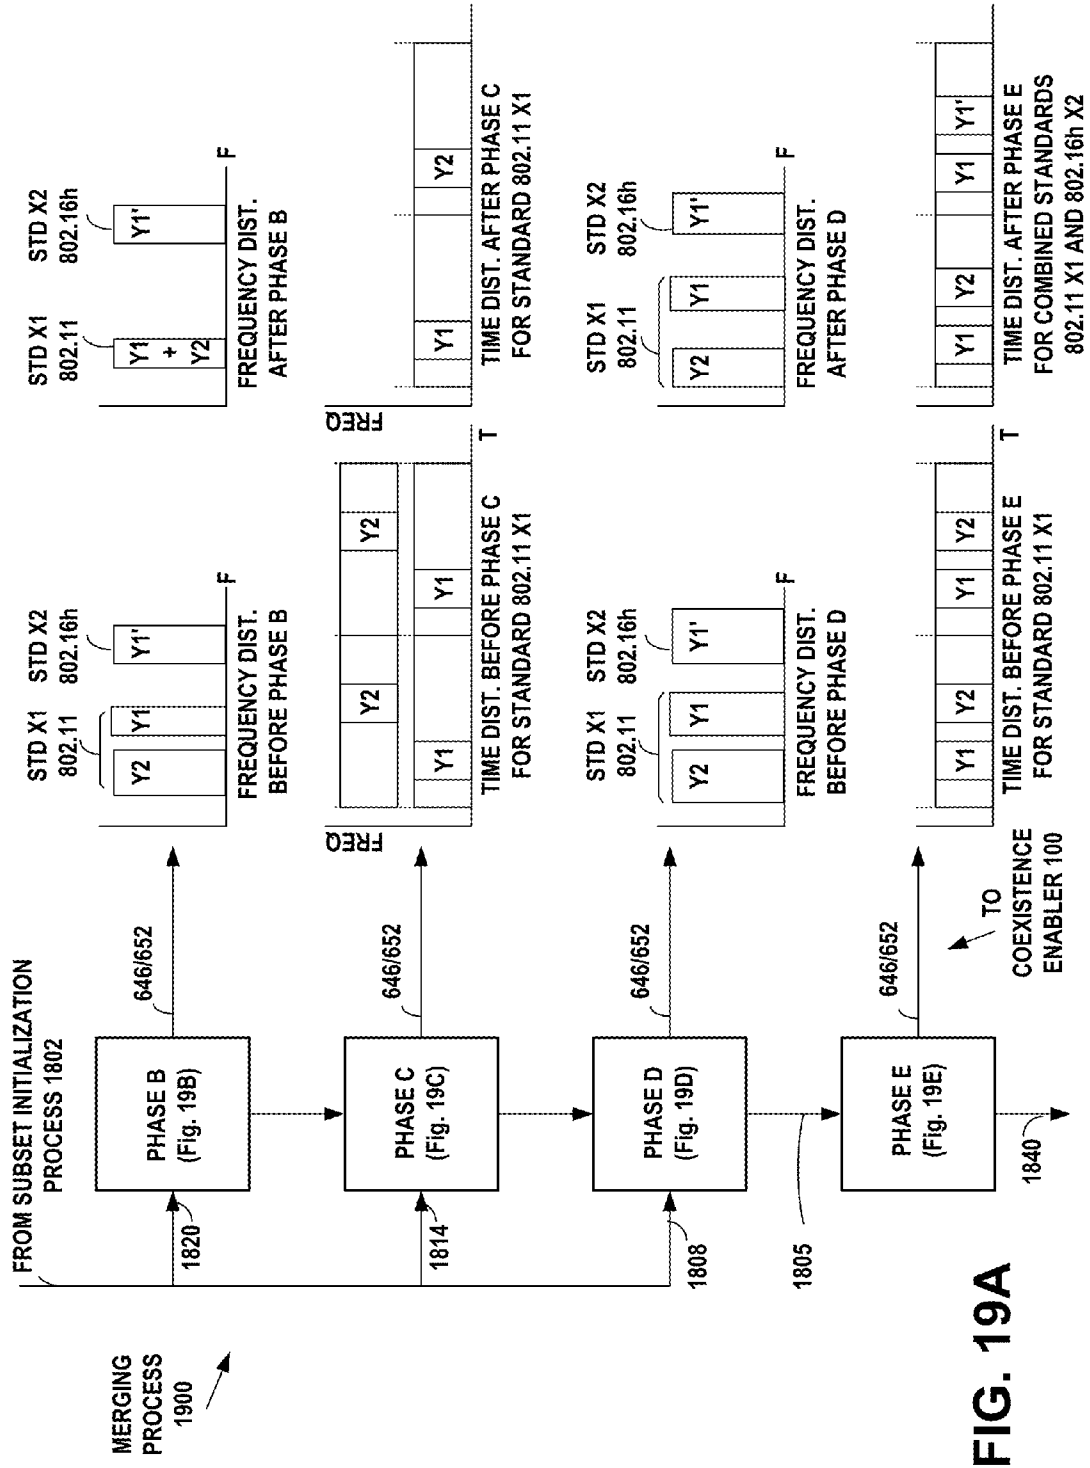 MERGING
PROCESS
1900
FROM SUBSET INITIALIZATION
PROCESS 1802
1820
PHASE B
(Fig. 19B)
646/652
STD X1
802.11
STD X2
802.16h
Y2
Y1
Y1'
F
FREQUENCY DIST.
BEFORE PHASE B
STD X1
802.11
STD X2
802.16h
Y1
+
Y2
Y1'
F
FREQUENCY DIST.
AFTER PHASE B
1814
PHASE C
(Fig. 19C)
646/652
FREQ
Y2
Y2
Y1
Y1
T
TIME DIST. BEFORE PHASE C
FOR STANDARD 802.11 X1
FREQ
Y1
Y2
TIME DIST. AFTER PHASE C
FOR STANDARD 802.11 X1
1808
PHASE D
(Fig. 19D)
646/652
STD X1
802.11
STD X2
802.16h
Y2
Y1
Y1'
F
FREQUENCY DIST.
BEFORE PHASE D
STD X1
802.11
STD X2
802.16h
Y2
Y1
Y1'
F
FREQUENCY DIST.
AFTER PHASE D
1805
PHASE E
(Fig. 19E)
646/652
1840
TO
COEXISTENCE
ENABLER 100
Y1
Y2
Y1
Y2
T
TIME DIST. BEFORE PHASE E
FOR STANDARD 802.11 X1
Y1
Y2
Y1
Y1'
TIME DIST. AFTER PHASE E
FOR COMBINED STANDARDS
802.11 X1 AND 802.16h X2
FIG. 19A